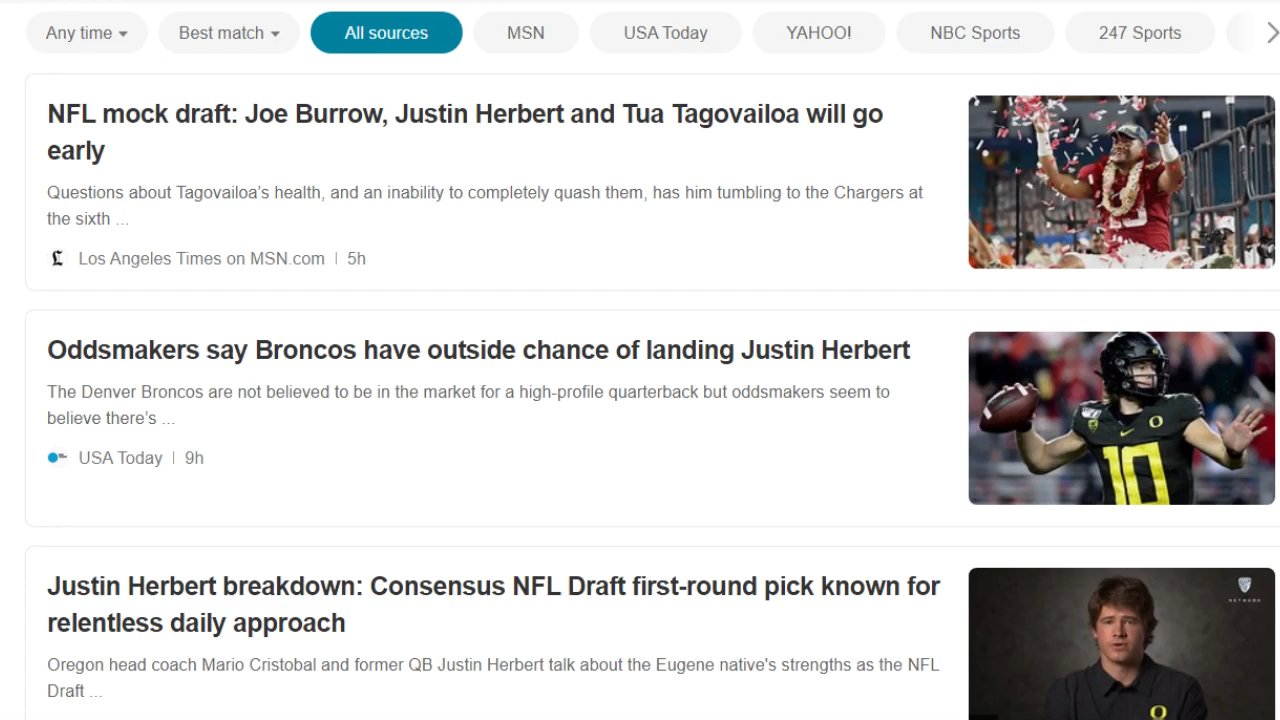 Any time
Best match
All sources
MSN
USA Today
YAHOO!
NBC Sports
247 Sports
NFL mock draft: Joe Burrow, Justin Herbert and Tua Tagovailoa will go
early
Questions about Tagovailoa's health, and an inability to completely quash them, has him tumbling to the Chargers at
the sixth ...
Los Angeles Times on MSN.com | 5h
Oddsmakers say Broncos have outside chance of landing Justin Herbert
The Denver Broncos are not believed to be in the market for a high-profile quarterback but oddsmakers seem to
believe there's ...
USA Today | 9h
10
Justin Herbert breakdown: Consensus NFL Draft first-round pick known for
relentless daily approach
NETWORK
Oregon head coach Mario Cristobal and former QB Justin Herbert talk about the Eugene native's strengths as the NFL
Draft ...